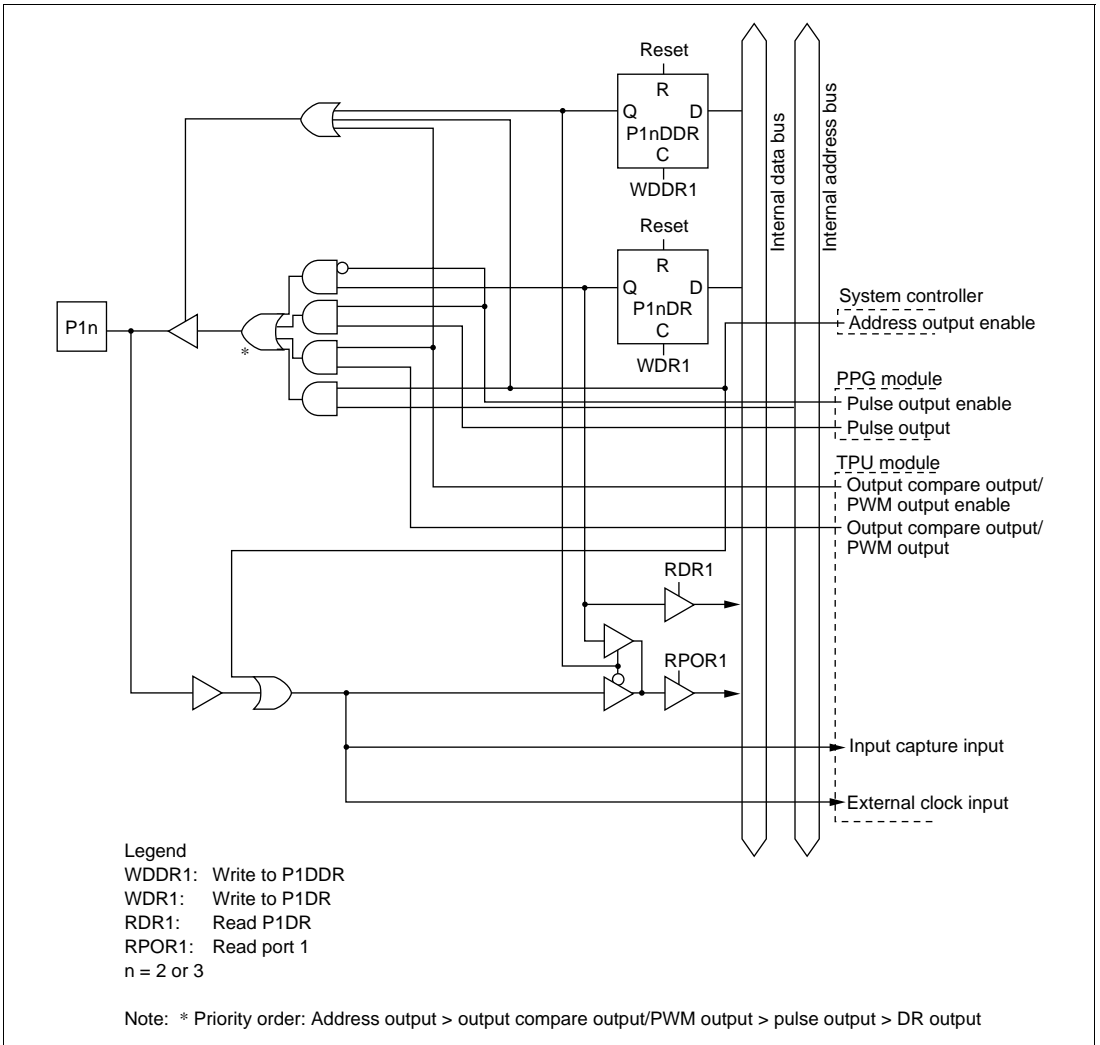 Reset
R
Q D
P1nDDR
C
WDDR1
Reset
R
Q D
P1nDR
C
WDR1
Internal data bus
Internal address bus
P1n
*
System controller
Address output enable
PPG module
Pulse output enable
Pulse output
TPU module
Output compare output/
PWM output enable
Output compare output/
PWM output
RDR1
RPOR1
Input capture input
External clock input
Legend
WDDR1: Write to P1DDR
WDR1: Write to P1DR
RDR1: Read P1DR
RPOR1: Read port 1
n = 2 or 3
Note: * Priority order: Address output > output compare output/PWM output > pulse output > DR output